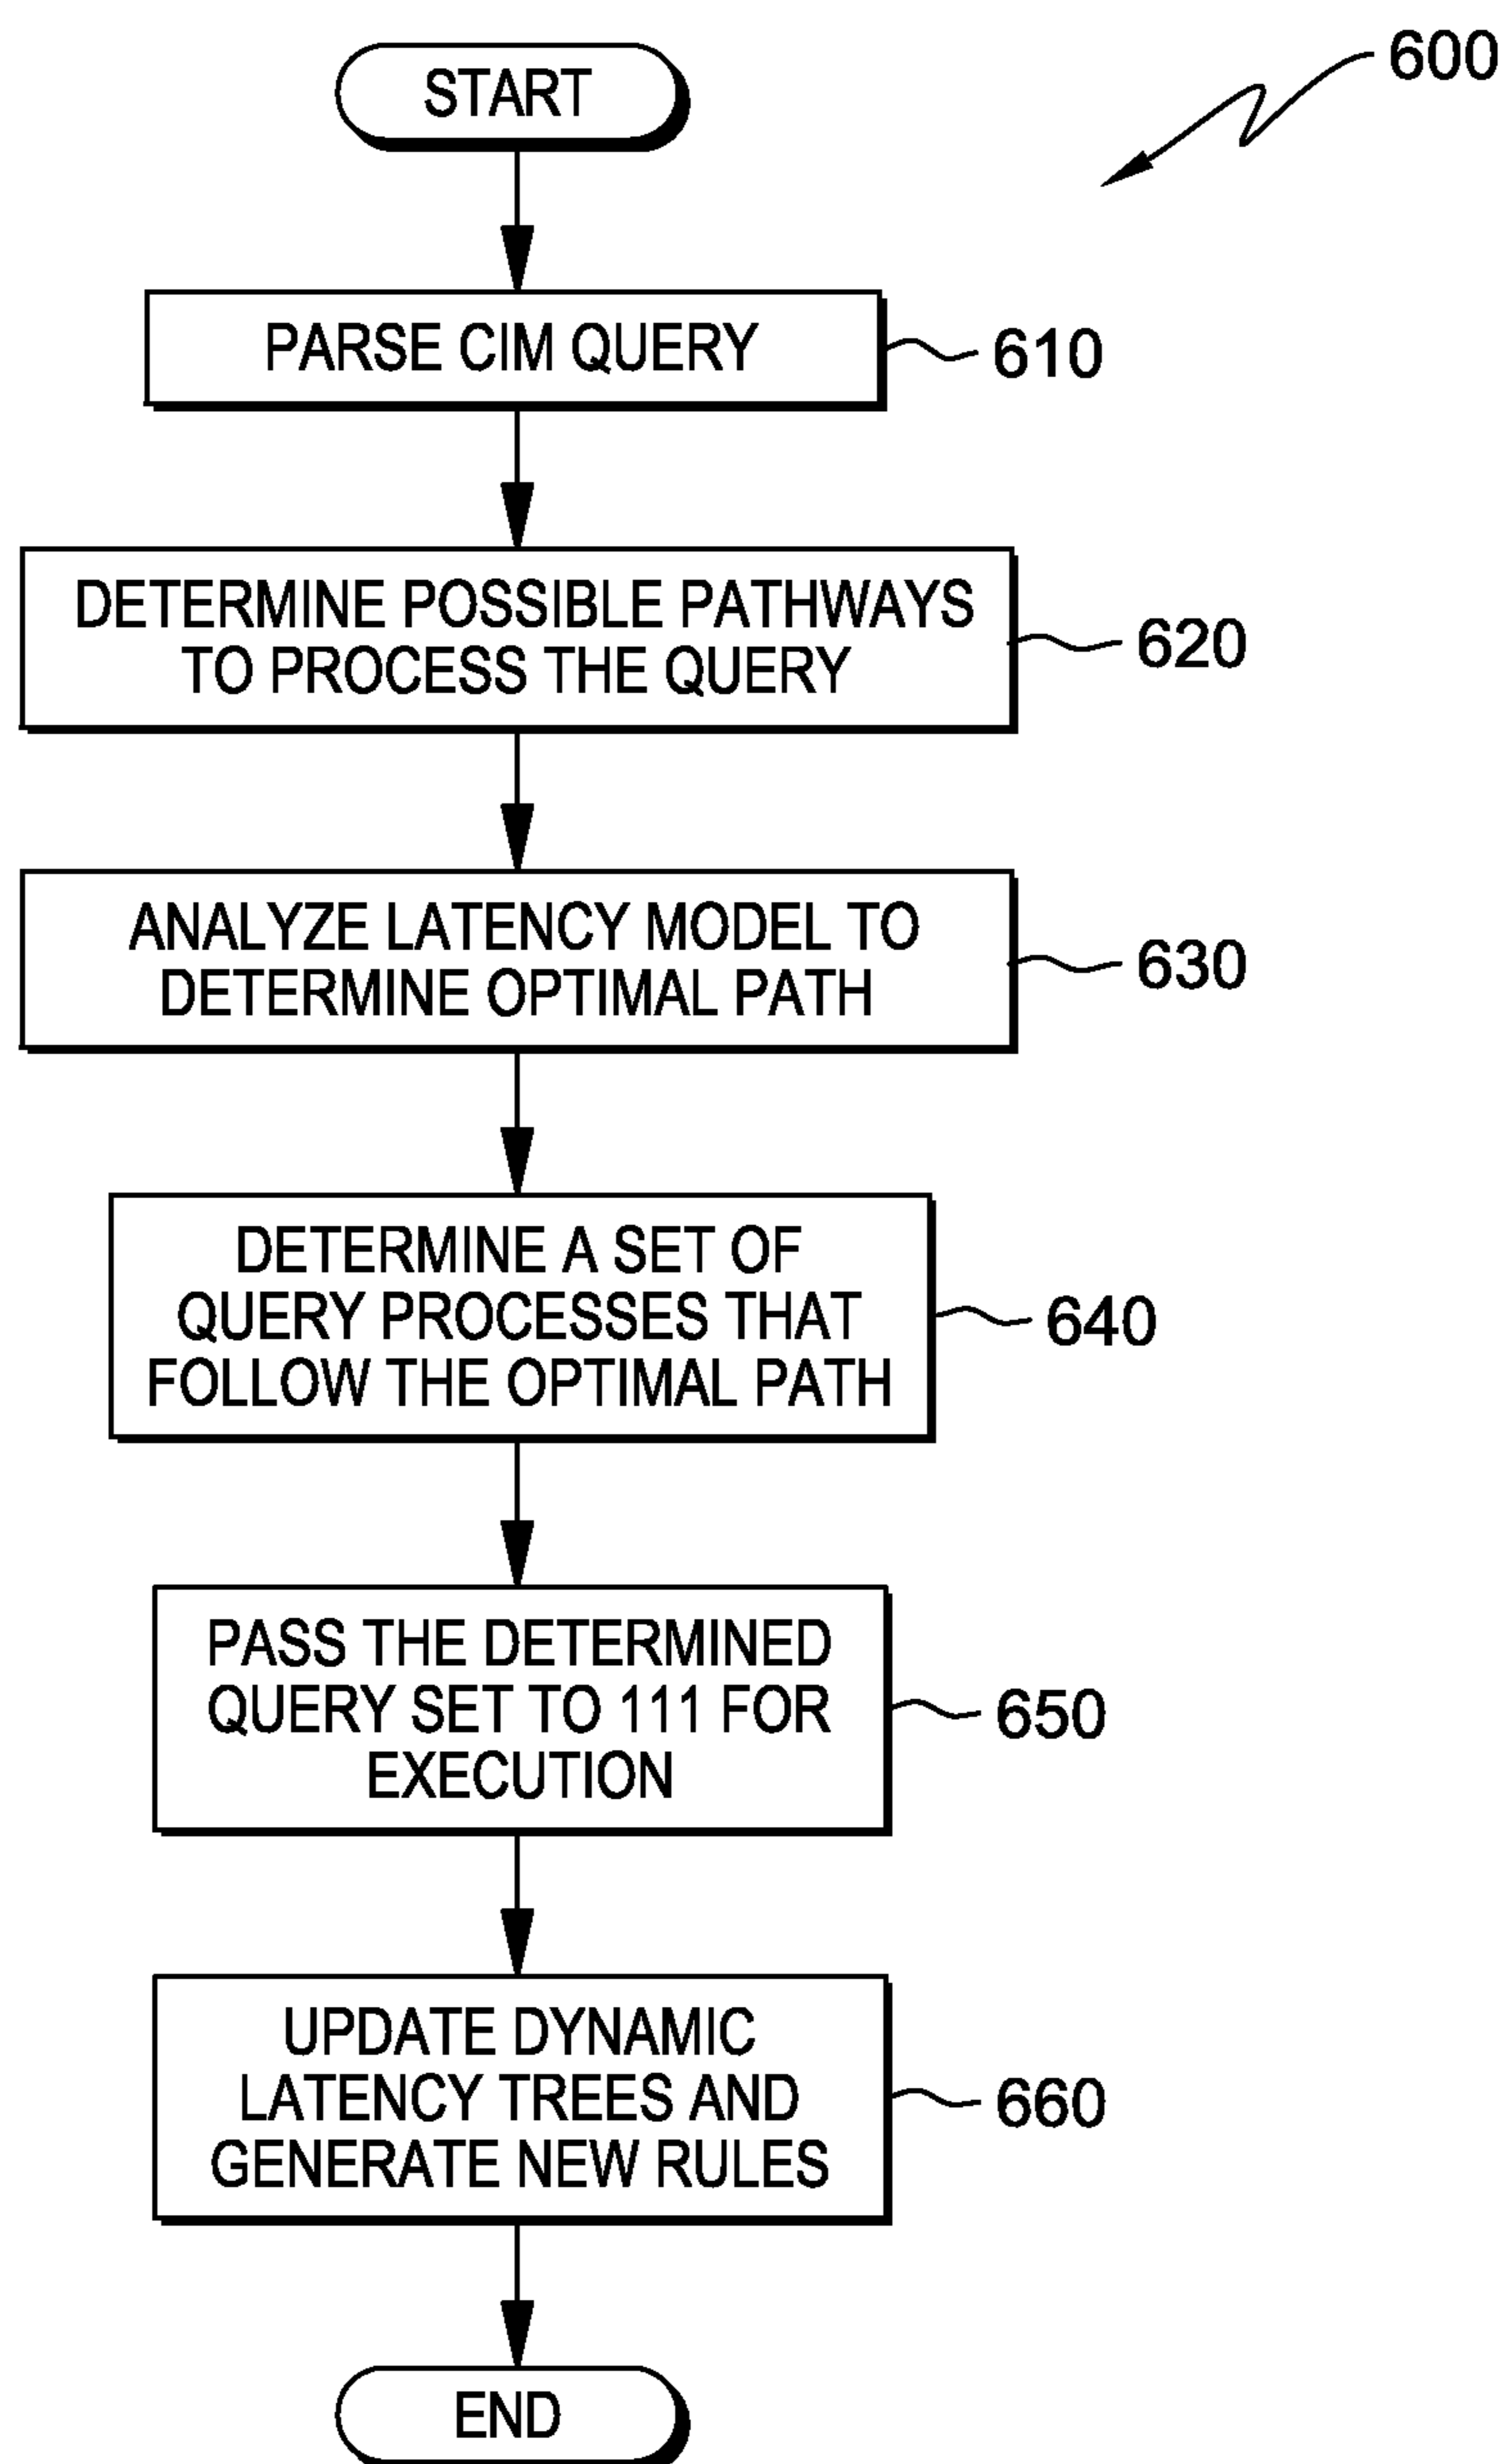 START
600
PARSE CIM QUERY
610
DETERMINE POSSIBLE PATHWAYS
TO PROCESS THE QUERY
620
ANALYZE LATENCY MODEL TO
DETERMINE OPTIMAL PATH
630
DETERMINE A SET OF
QUERY PROCESSES THAT
FOLLOW THE OPTIMAL PATH
640
PASS THE DETERMINED
QUERY SET TO 111 FOR
EXECUTION
650
UPDATE DYNAMIC
LATENCY TREES AND
GENERATE NEW RULES
660
END